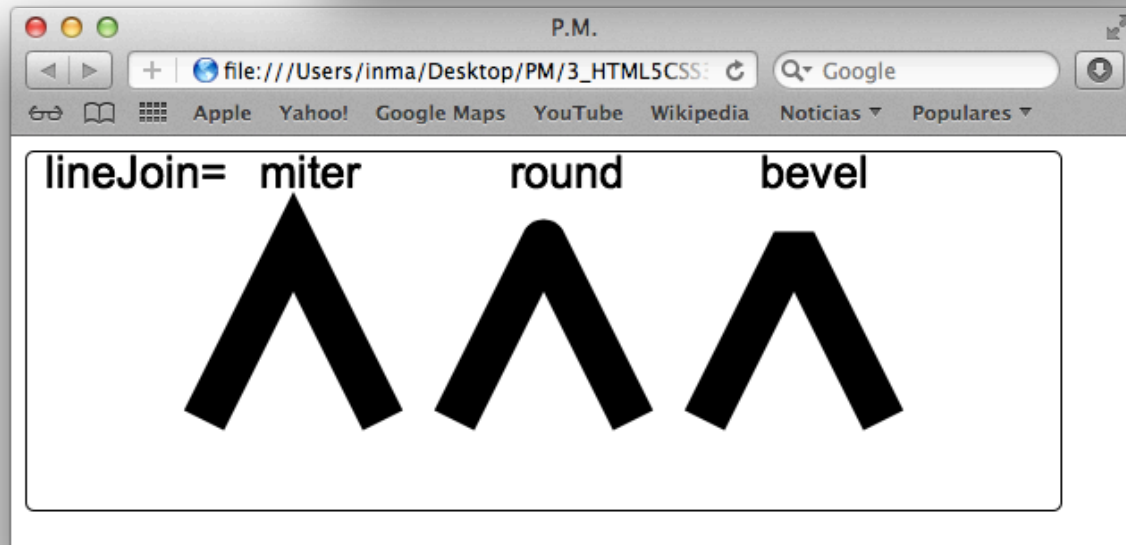 P.M.
file:///Users/inma/Desktop/PM/3_HTML5CSS Google
Apple Yahoo! Google Maps YouTube Wikipedia Noticias Populares
lineJoin= miter round bevel